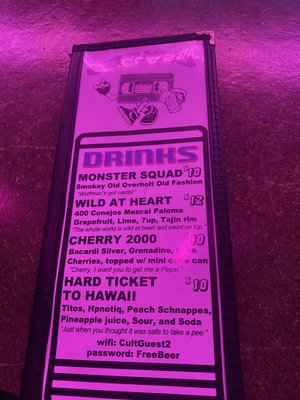 DRINKS
MONSTER SQUAD $10
Smokey Old Overholt Old Fashion
"Wolfman's got nards!"
WILD AT HEART $12
400 Conejos Mezcal Paloma
Grapefruit, Lime, 7up, Tajin rim
"The whole world is wild at heart and weird on top."
CHERRY 2000 $10
Bacardi Silver, Grenadine,
Cherries, topped w/ mini coke can
"Cherry, I want you to get me a Pepsi."
HARD TICKET $10
TO HAWAII
Titos, Hpnotiq, Peach Schnappes,
Pineapple juice, Sour, and Soda
"Just when you thought it was safe to take a pee."
wifi: CultGuest2
password: FreeBeer